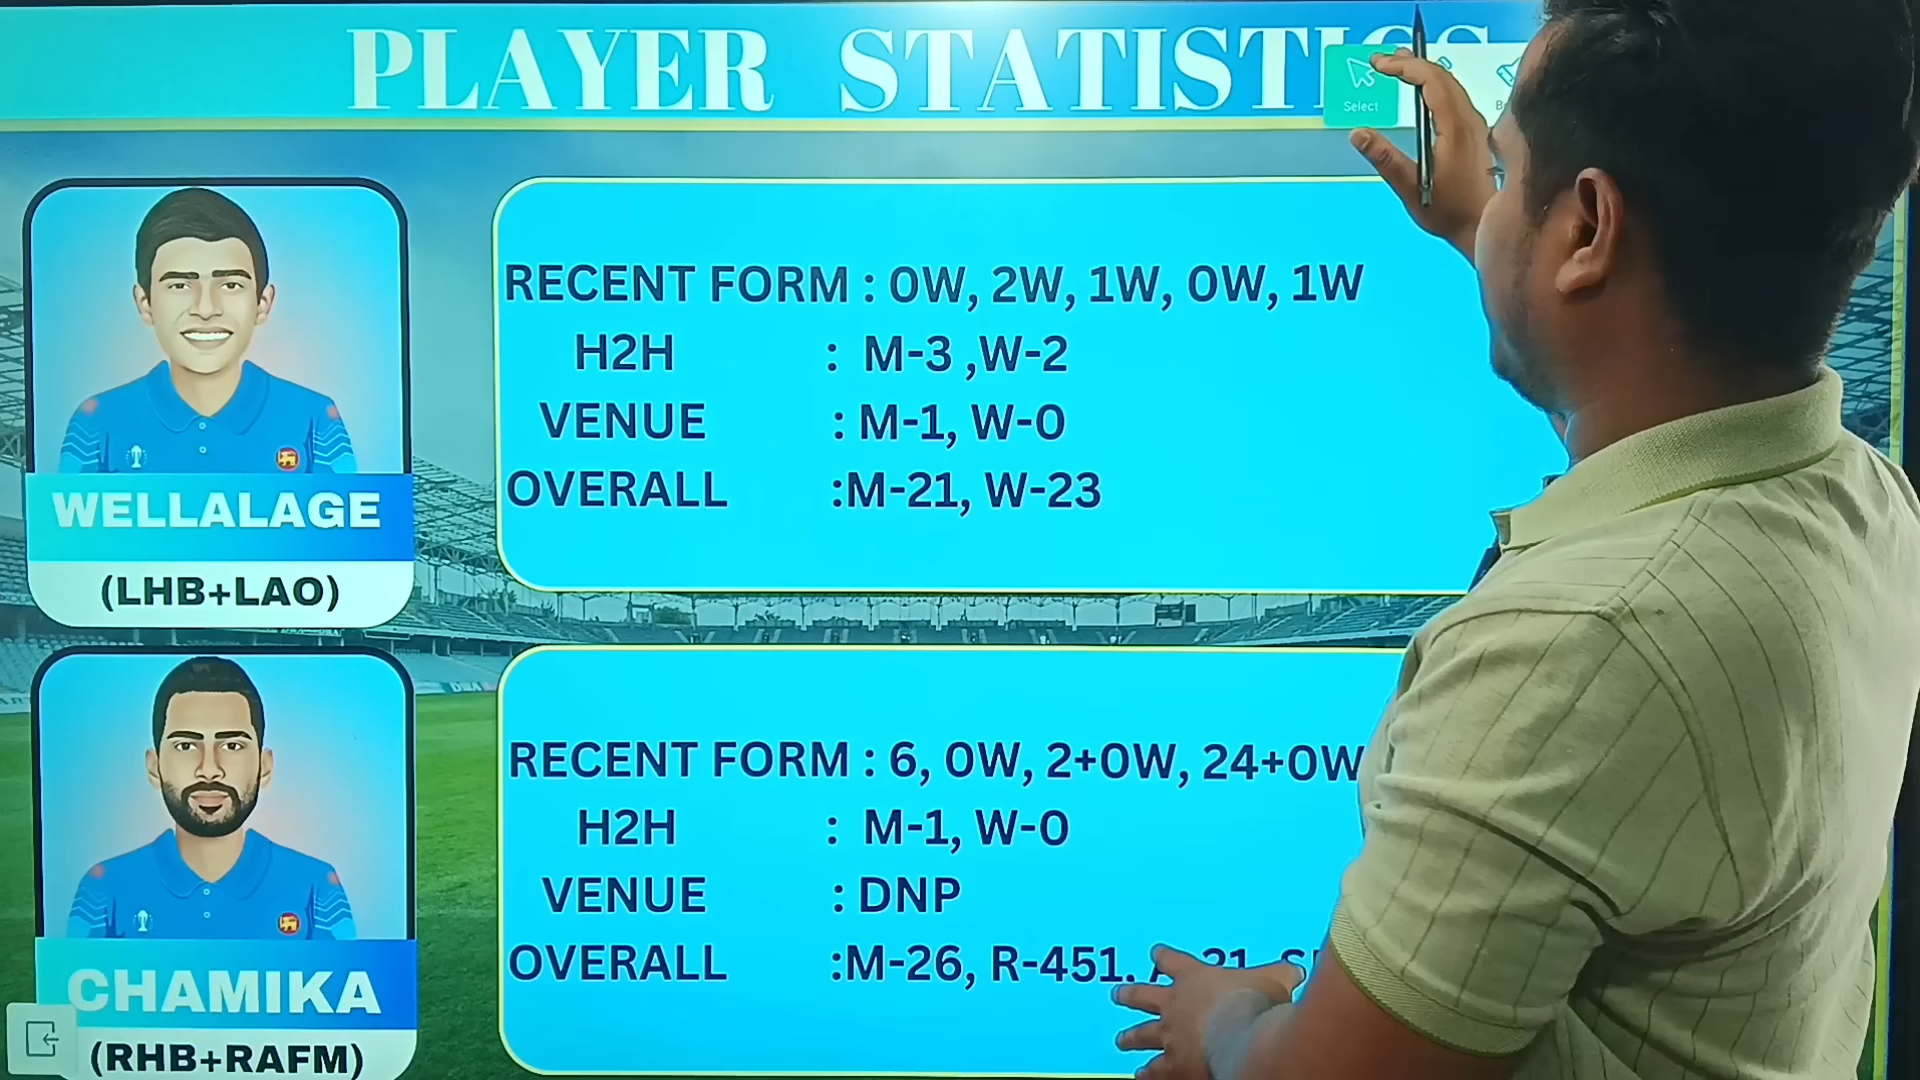 PLAYER STATISTICS
Select
RECENT FORM : 0W, 2W, 1W, 0W, 1W
H2H : M-3 ,W-2
VENUE : M-1, W-0
OVERALL :M-21, W-23
WELLALAGE
(LHB+LAO)
RECENT FORM : 6, 0W, 2+0W, 24+0W
H2H : M-1, W-0
VENUE : DNP
OVERALL :M-26, R-451,
CHAMIKA
(RHB+RAFM)